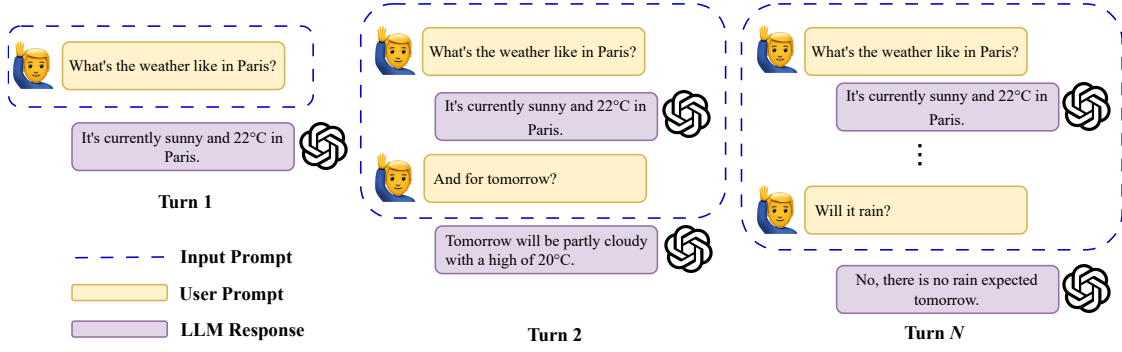 What's the weather like in Paris?
It's currently sunny and 22°C in
Paris.
Turn 1
Input Prompt
User Prompt
LLM Response
What's the weather like in Paris?
It's currently sunny and 22°C in
Paris.
And for tomorrow?
Tomorrow will be partly cloudy
with a high of 20°C.
Turn 2
What's the weather like in Paris?
It's currently sunny and 22°C in
Paris.
⋮
Will it rain?
No, there is no rain expected
tomorrow.
Turn N